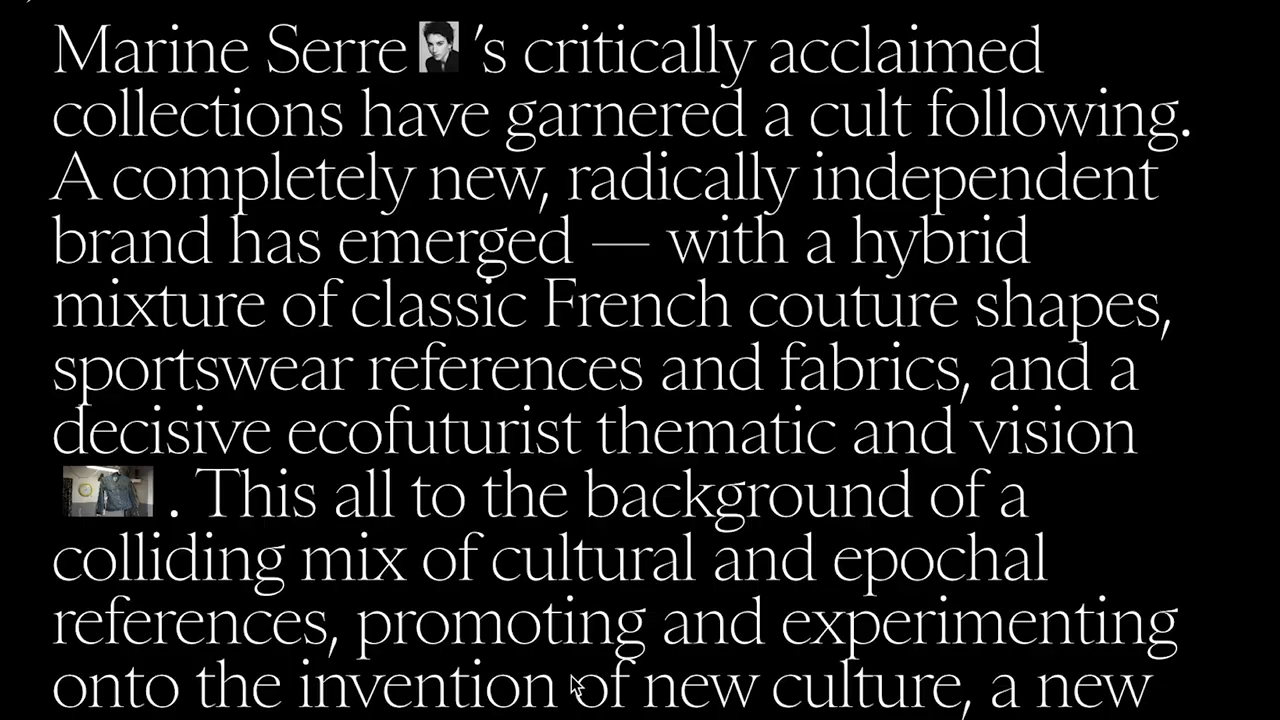 Marine Serre ’s critically acclaimed
collections have garnered a cult following.
A completely new, radically independent
brand has emerged — with a hybrid
mixture of classic French couture shapes,
sportswear references and fabrics, and a
decisive ecofuturist thematic and vision
. This all to the background of a
colliding mix of cultural and epochal
references, promoting and experimenting
onto the invention of new culture, a new